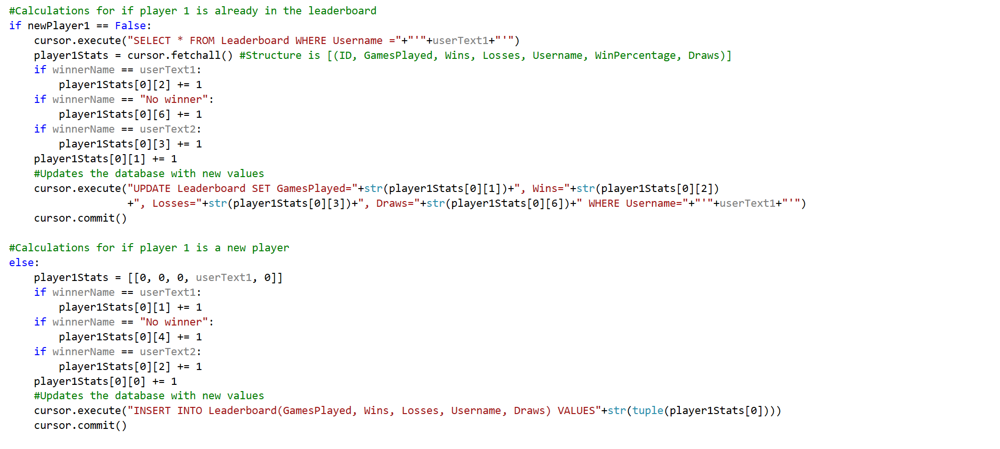 #Calculations for if player 1 is already in the leaderboard
if newPlayer1 == False:
    cursor.execute("SELECT * FROM Leaderboard WHERE Username ="+"'"+userText1+"'")
    player1Stats = cursor.fetchall() #Structure is [(ID, GamesPlayed, Wins, Losses, Username, WinPercentage, Draws)]
    if winnerName == userText1:
        player1Stats[0][2] += 1
    if winnerName == "No winner":
        player1Stats[0][6] += 1
    if winnerName == userText2:
        player1Stats[0][3] += 1
    player1Stats[0][1] += 1
    #Updates the database with new values
    cursor.execute("UPDATE Leaderboard SET GamesPlayed="+str(player1Stats[0][1])+", Wins="+str(player1Stats[0][2])
                   +", Losses="+str(player1Stats[0][3])+", Draws="+str(player1Stats[0][6])+" WHERE Username="+"'"+userText1+"'")
    cursor.commit()

#Calculations for if player 1 is a new player
else:
    player1Stats = [[0, 0, 0, userText1, 0]]
    if winnerName == userText1:
        player1Stats[0][1] += 1
    if winnerName == "No winner":
        player1Stats[0][4] += 1
    if winnerName == userText2:
        player1Stats[0][2] += 1
    player1Stats[0][0] += 1
    #Updates the database with new values
    cursor.execute("INSERT INTO Leaderboard(GamesPlayed, Wins, Losses, Username, Draws) VALUES"+str(tuple(player1Stats[0])))
    cursor.commit()